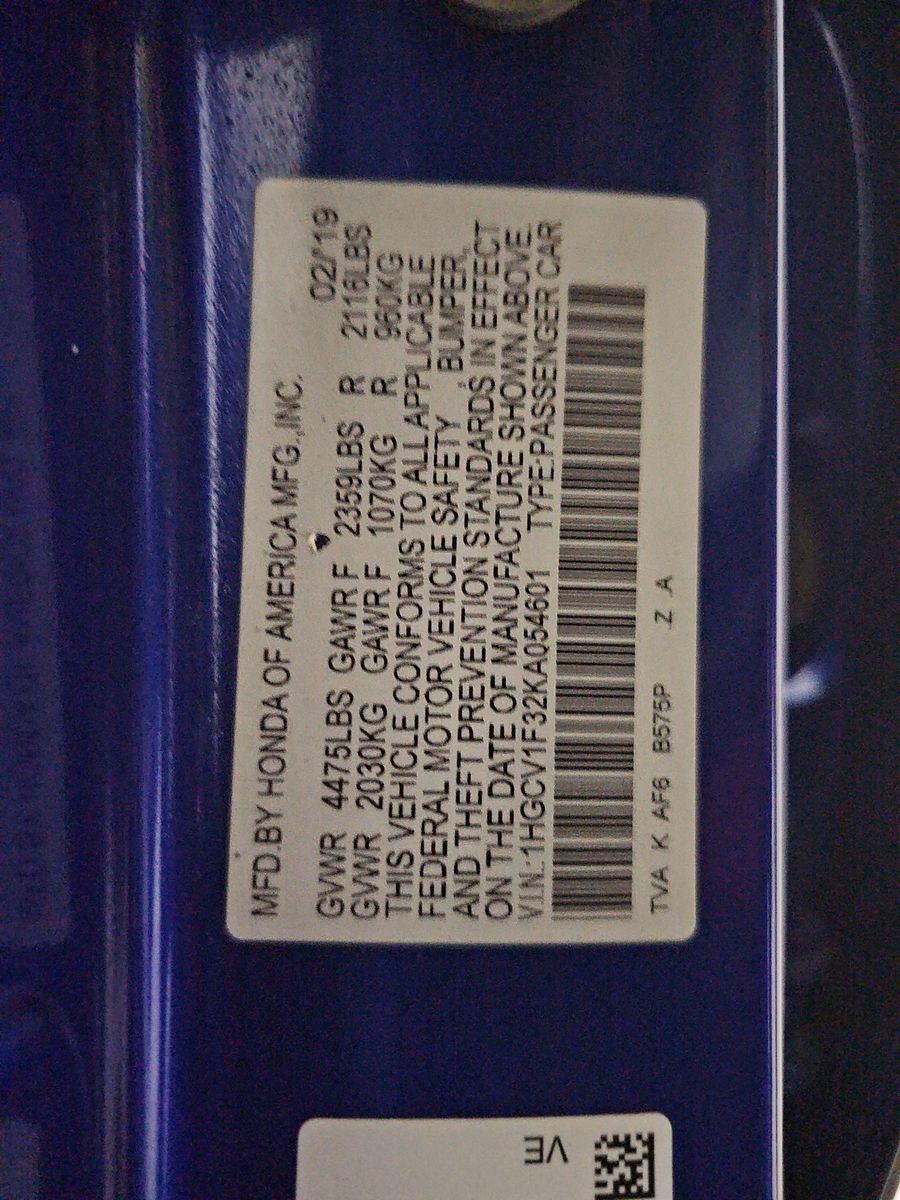 MFD.BY HONDA OF AMERICA MFG.,INC.
02/'19
GVWR 4475LBS GAWR F 2359LBS R 2116LBS
GVWR 2030KG GAWR F 1070KG R 960KG
THIS VEHICLE CONFORMS TO ALL APPLICABLE
FEDERAL MOTOR VEHICLE SAFETY , BUMPER,
AND THEFT PREVENTION STANDARDS IN EFFECT
ON THE DATE OF MANUFACTURE SHOWN ABOVE.
V.I.N.:1HGCV1F32KA054601 TYPE:PASSENGER CAR
TVA K AF6 B575P Z A
VE